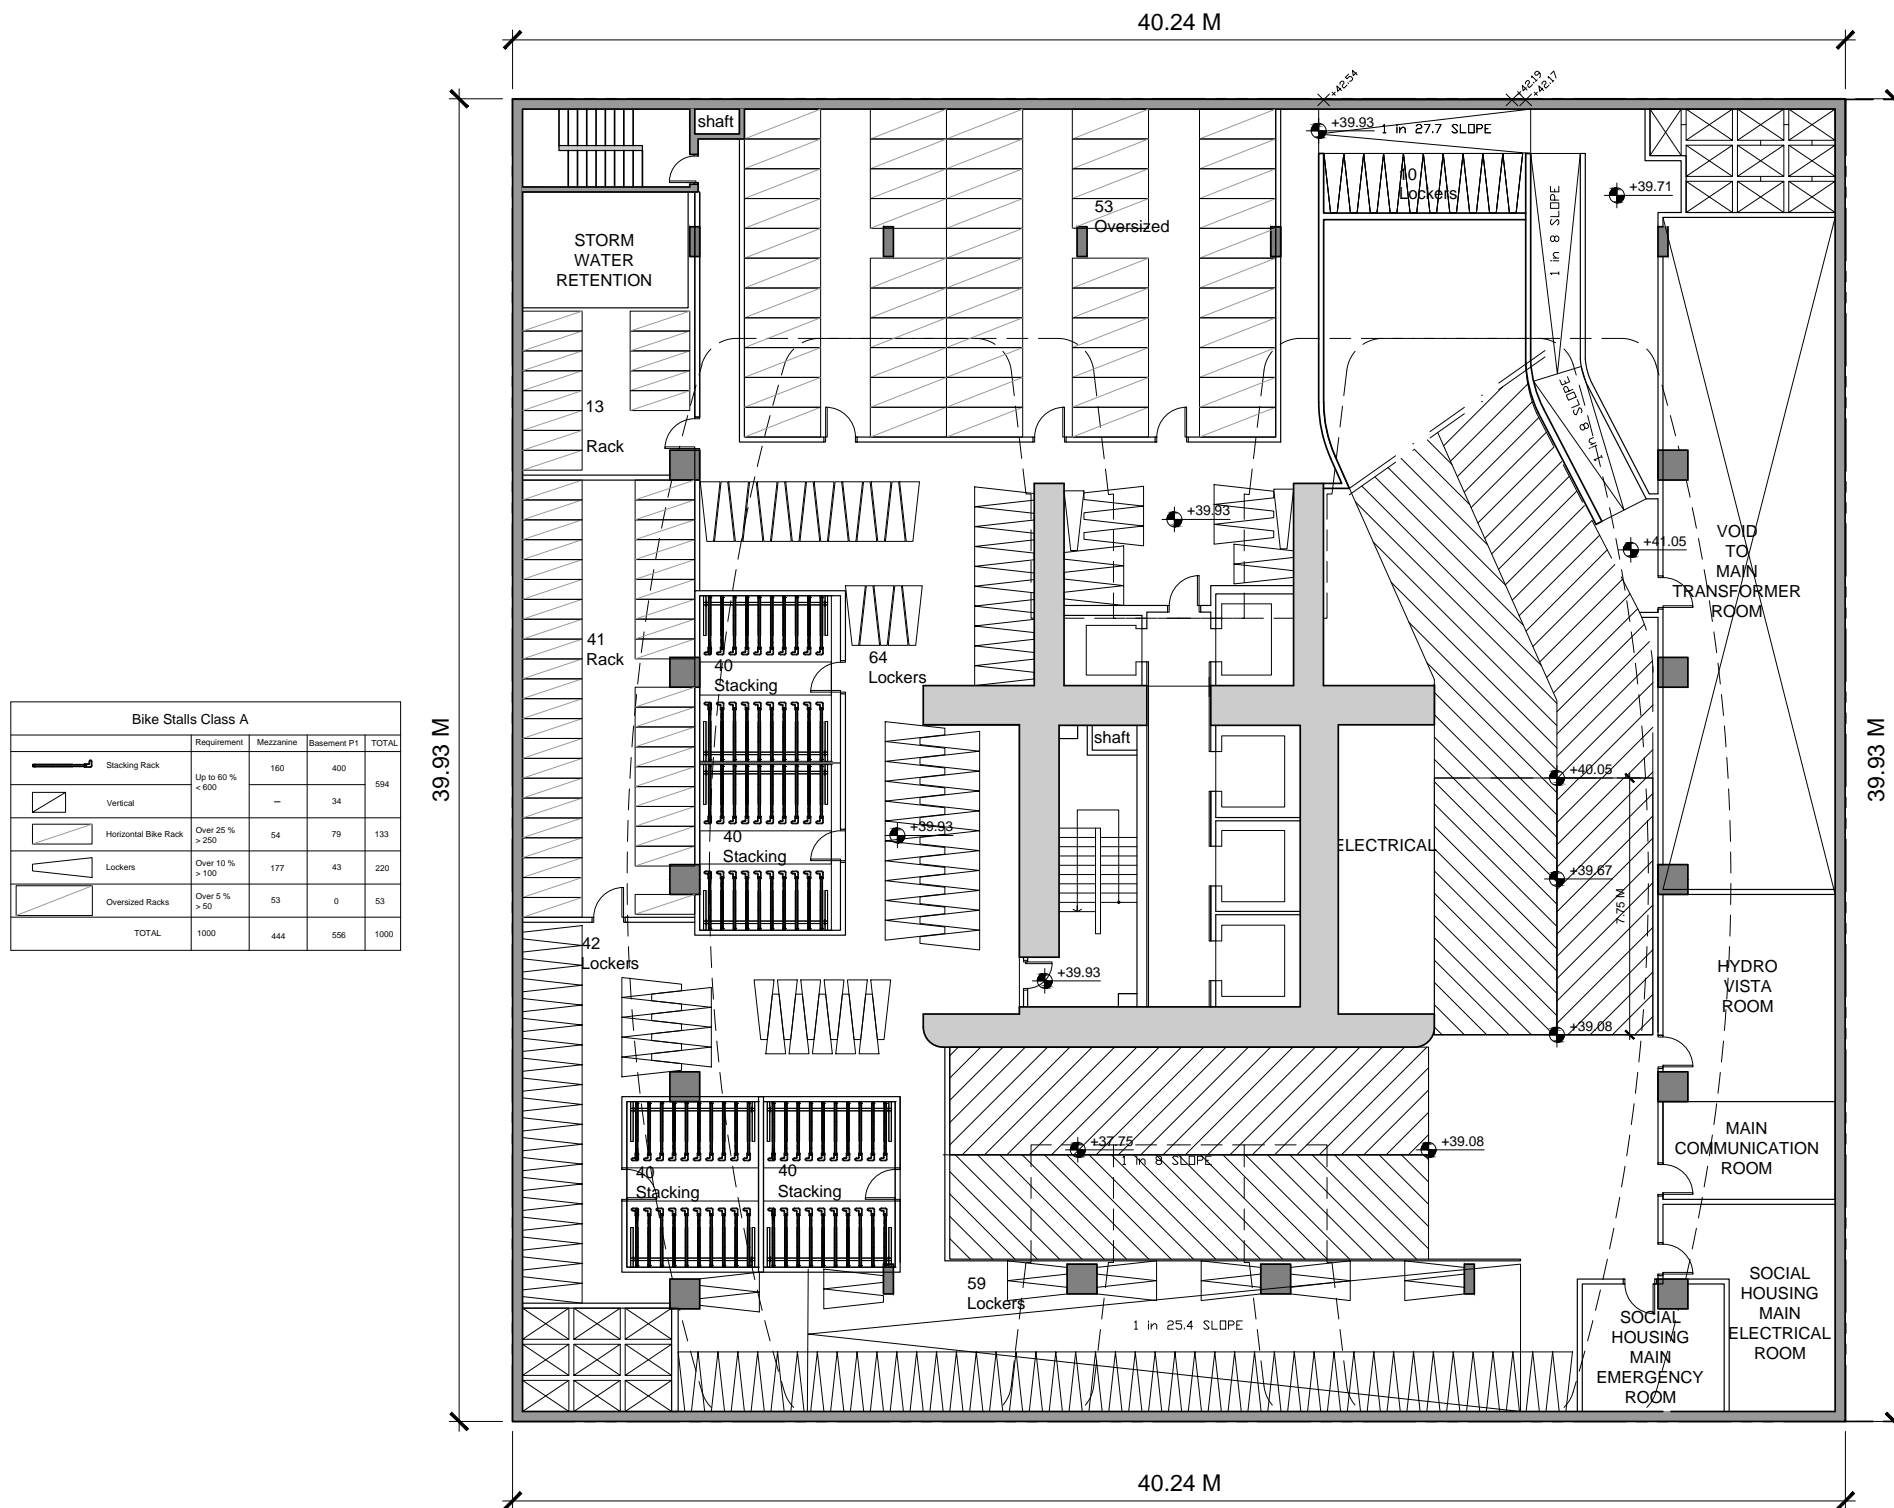 40.24 M
+42.54
+42.19
+42.17
shaft
+39.93
1 in 27.7 SLOPE
10
Lockers
+39.71
53
Oversized
1 in 8 SLOPE
STORM
WATER
RETENTION
13
Rack
1 in 8 SLOPE
+39.93
VOID
TO
MAIN
TRANSFORMER
ROOM
+41.05
41
Rack
64
Lockers
40
Stacking
shaft
39.93 M
39.93 M
Bike Stalls Class A
Requirement Mezzanine Basement P1 TOTAL
Stacking Rack Up to 60 % < 600 160 400 594
Vertical – 34
Horizontal Bike Rack Over 25 % > 250 54 79 133
Lockers Over 10 % > 100 177 43 220
Oversized Racks Over 5 % > 50 53 0 53
TOTAL 1000 444 556 1000
+40.05
+39.93
40
Stacking
ELECTRICAL
+39.67
7.75 M
42
Lockers
+39.93
HYDRO
VISTA
ROOM
+39.08
+37.75
+39.08
1 in 8 SLOPE
MAIN
COMMUNICATION
ROOM
40
Stacking
40
Stacking
59
Lockers
1 in 25.4 SLOPE
SOCIAL
HOUSING
MAIN
EMERGENCY
ROOM
SOCIAL
HOUSING
MAIN
ELECTRICAL
ROOM
40.24 M